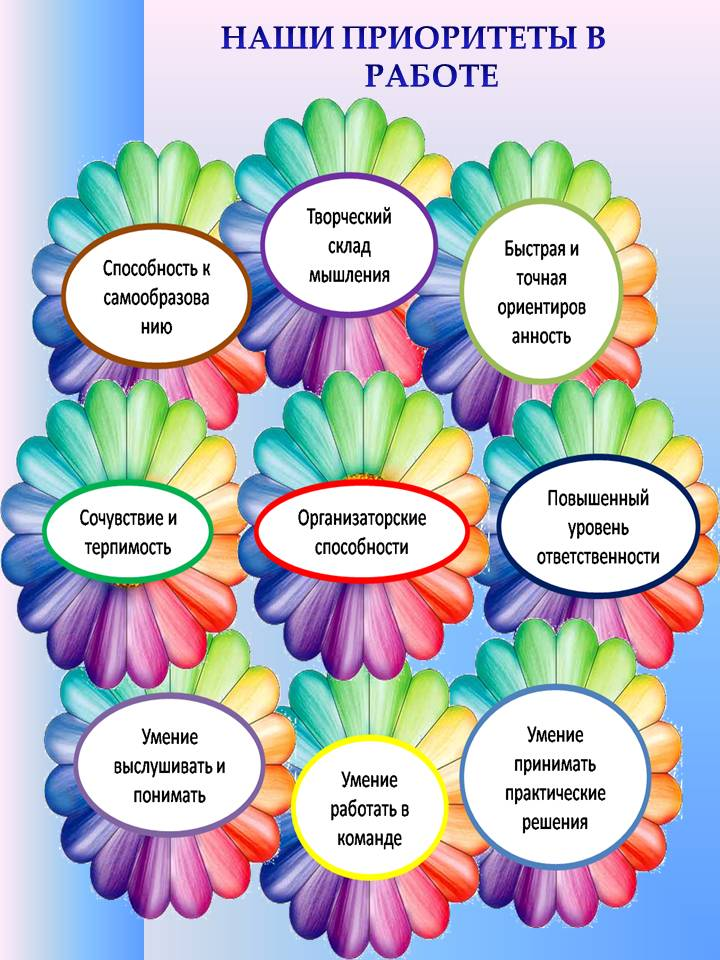 НАШИ ПРИОРИТЕТЫ В
РАБОТЕ
Способность к
самообразова
нию
Творческий
склад
мышления
Быстрая и
точная
ориентиров
анность
Сочувствие и
терпимость
Организаторские
способности
Повышенный
уровень
ответственности
Умение
выслушивать и
понимать
Умение
работать в
команде
Умение
принимать
практические
решения